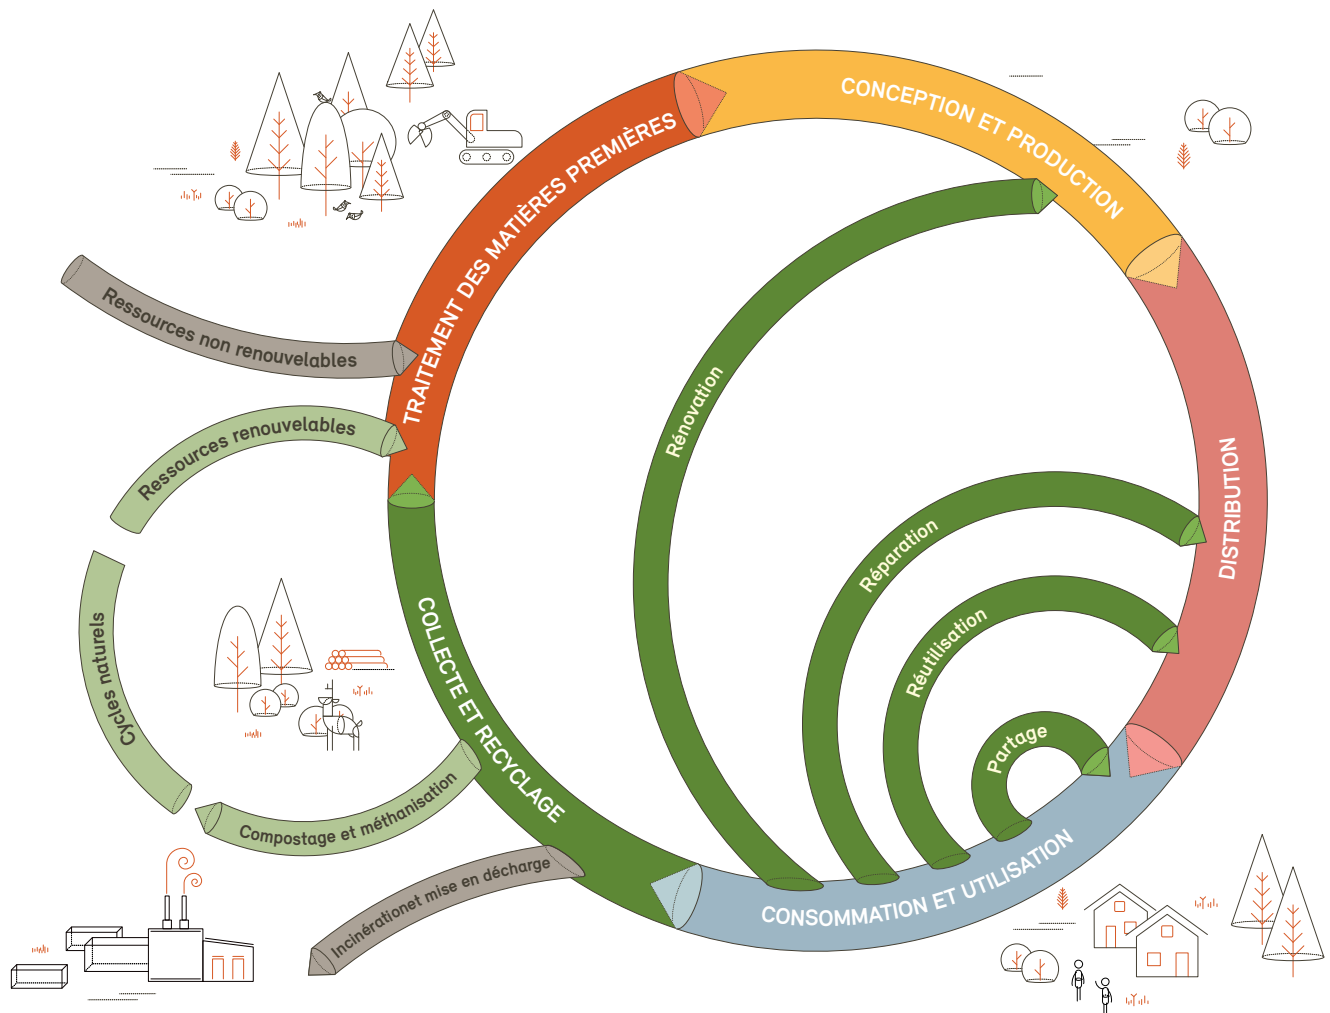 CONCEPTION ET PRODUCTION
TRAITEMENT DES MATIÈRES PREMIÈRES
Ressources non renouvelables
Rénovation
Ressources renouvelables
DISTRIBUTION
Réparation
Réutilisation
Cycles naturels
COLLECTE ET RECYCLAGE
Partage
Compostage et méthanisation
Incinérationet mise en décharge
CONSOMMATION ET UTILISATION